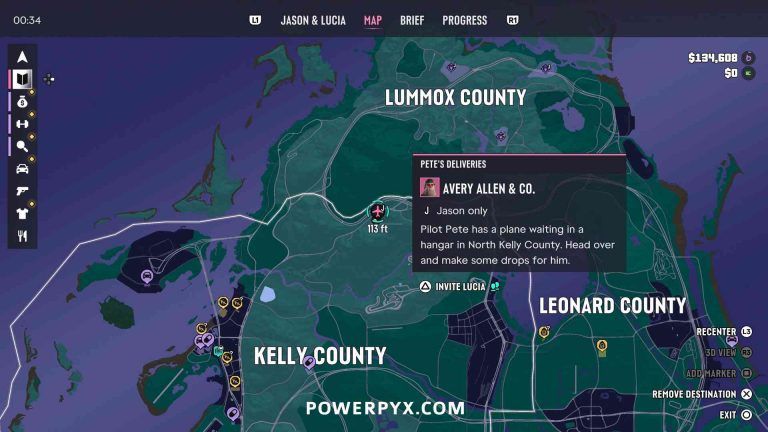 00:34
L1 JASON & LUCIA MAP BRIEF PROGRESS R1
$134,608
$0
LUMMOX COUNTY
PETE'S DELIVERIES
AVERY ALLEN & CO.
J Jason only
Pilot Pete has a plane waiting in a
hangar in North Kelly County. Head over
and make some drops for him.
INVITE LUCIA
113 ft
LEONARD COUNTY
KELLY COUNTY
RECENTER L3
3D VIEW R3
ADD MARKER
REMOVE DESTINATION
EXIT
POWERPYX.COM